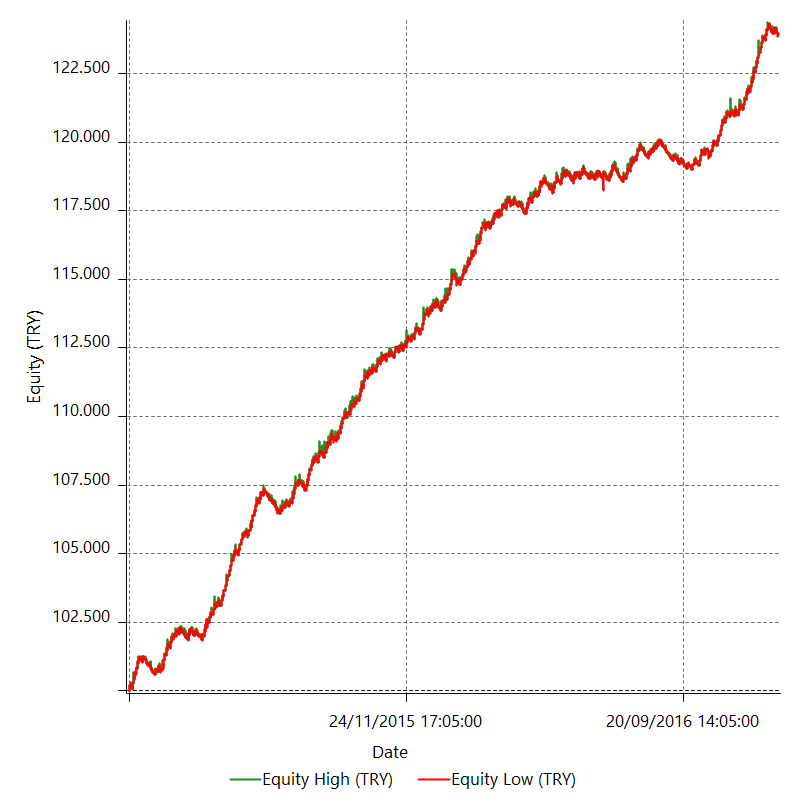 122.500
120.000
117.500
115.000
112.500
110.000
107.500
105.000
102.500
Equity (TRY)
24/11/2015 17:05:00
20/09/2016 14:05:00
Date
Equity High (TRY)
Equity Low (TRY)